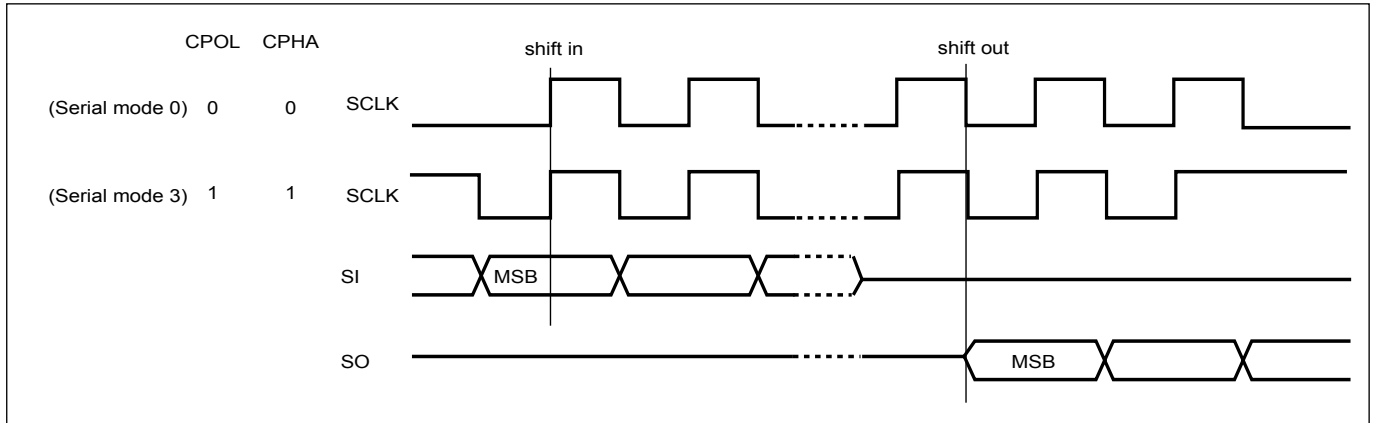 CPOL CPHA shift in shift out
(Serial mode 0) 0 0 SCLK
(Serial mode 3) 1 1 SCLK
SI MSB
SO MSB